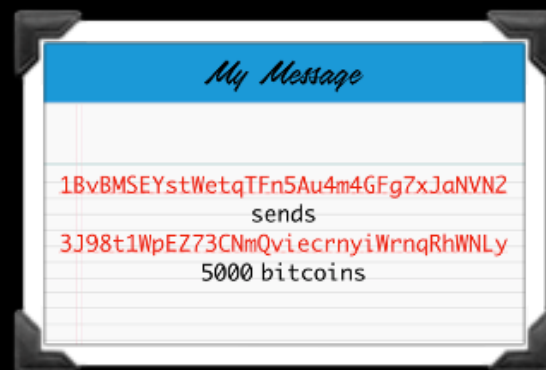 My Message
1BvBMSEYstWetqTFn5Au4m4GFg7xJaNVN2
sends
3J98t1WpEZ73CNmQviecrnyiWrnqRhWNLy
5000 bitcoins